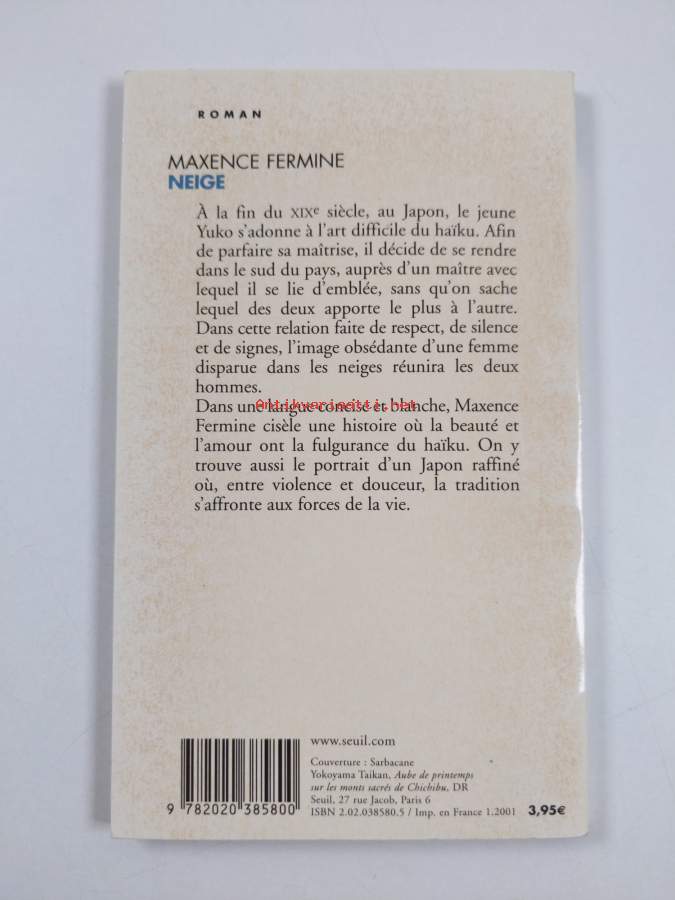 ROMAN
MAXENCE FERMINE
NEIGE
À la fin du XIXe siècle, au Japon, le jeune
Yuko s'adonne à l'art difficile du haïku. Afin
de parfaire sa maîtrise, il décide de se rendre
dans le sud du pays, auprès d'un maître avec
lequel il se lie d'emblée, sans qu'on sache
lequel des deux apporte le plus à l'autre.
Dans cette relation faite de respect, de silence
et de signes, l'image obsédante d'une femme
disparue dans les neiges réunira les deux
hommes.
Antikvariaatti.net
Dans une langue concise et blanche, Maxence
Fermine cisèle une histoire où la beauté et
l'amour ont la fulgurance du haïku. On y
trouve aussi le portrait d'un Japon raffiné
où, entre violence et douceur, la tradition
s'affronte aux forces de la vie.
www.seuil.com
Couverture : Sarbacane
Yokoyama Taikan, Aube de printemps
sur les monts sacrés de Chichibu, DR
Seuil, 27 rue Jacob, Paris 6
ISBN 2.02.038580.5 / Imp. en France 1.2001 3,95€
9 782020 385800